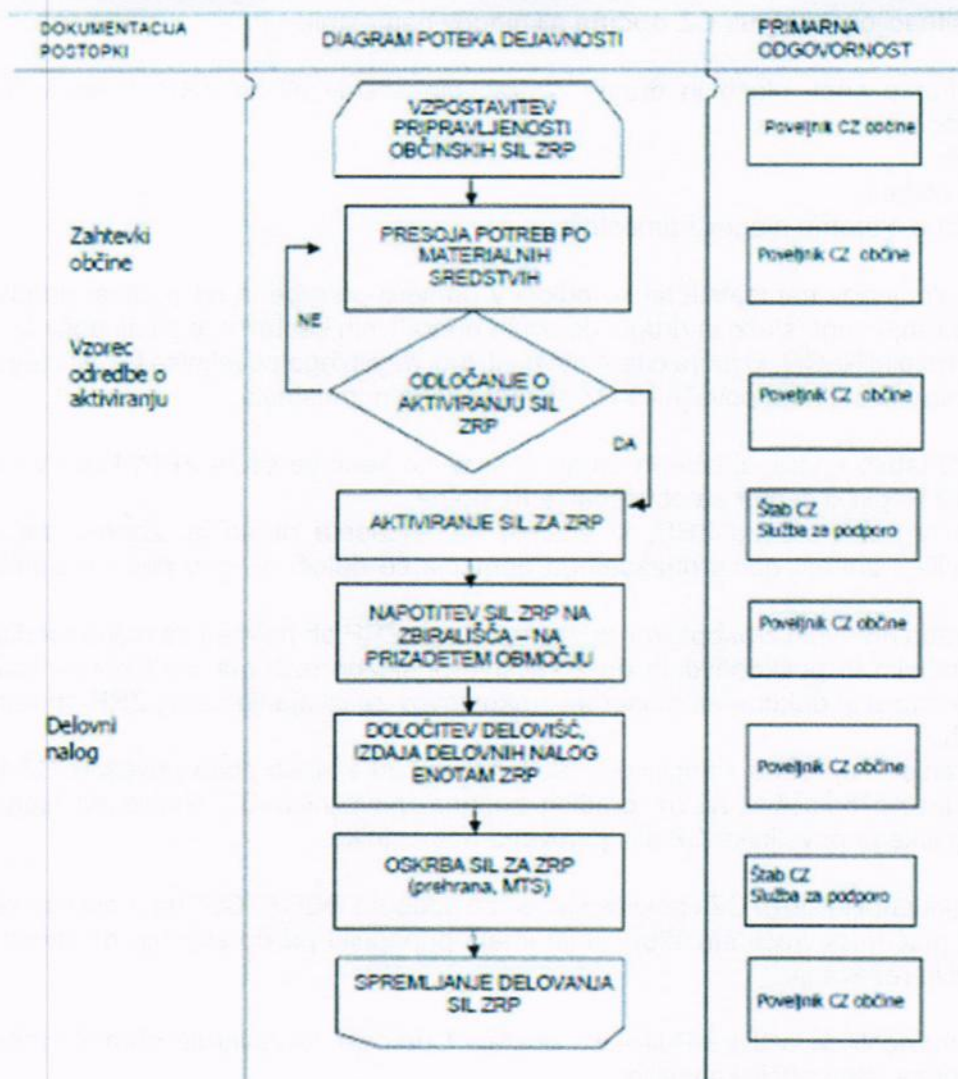 DOKUMENTACIJA
POSTOPKI
DIAGRAM POTEKA DEJAVNOSTI
PRIMARNA
ODGOVORNOST
VZPOSTAVITEV
PRIPRAVLJENOSTI
OBČINSKIH SIL ZRP
Poveljnik CZ občine
Zahtevki
občine
PRESOJA POTREB PO
MATERIALNIH
SREDSTVIH
Poveljnik CZ občine
NE
Vzorec
odredbe o
aktiviranju
ODLOČANJE O
AKTIVIRANJU SIL
ZRP
Poveljnik CZ občine
DA
AKTIVIRANJE SIL ZA ZRP
Štab CZ
Služba za podporo
NAPOTITEV SIL ZRP NA
ZBIRALIŠČA – NA
PRIZADETEM OBMOČJU
Poveljnik CZ občine
Delovni
nalog
DOLOČITEV DELOVIŠČ,
IZDAJA DELOVNIH NALOG
ENOTAM ZRP
Poveljnik CZ občine
OSKRBA SIL ZA ZRP
(prehrana, MTS)
Štab CZ
Služba za podporo
SPREMLJANJE DELOVANJA
SIL ZRP
Poveljnik CZ občine